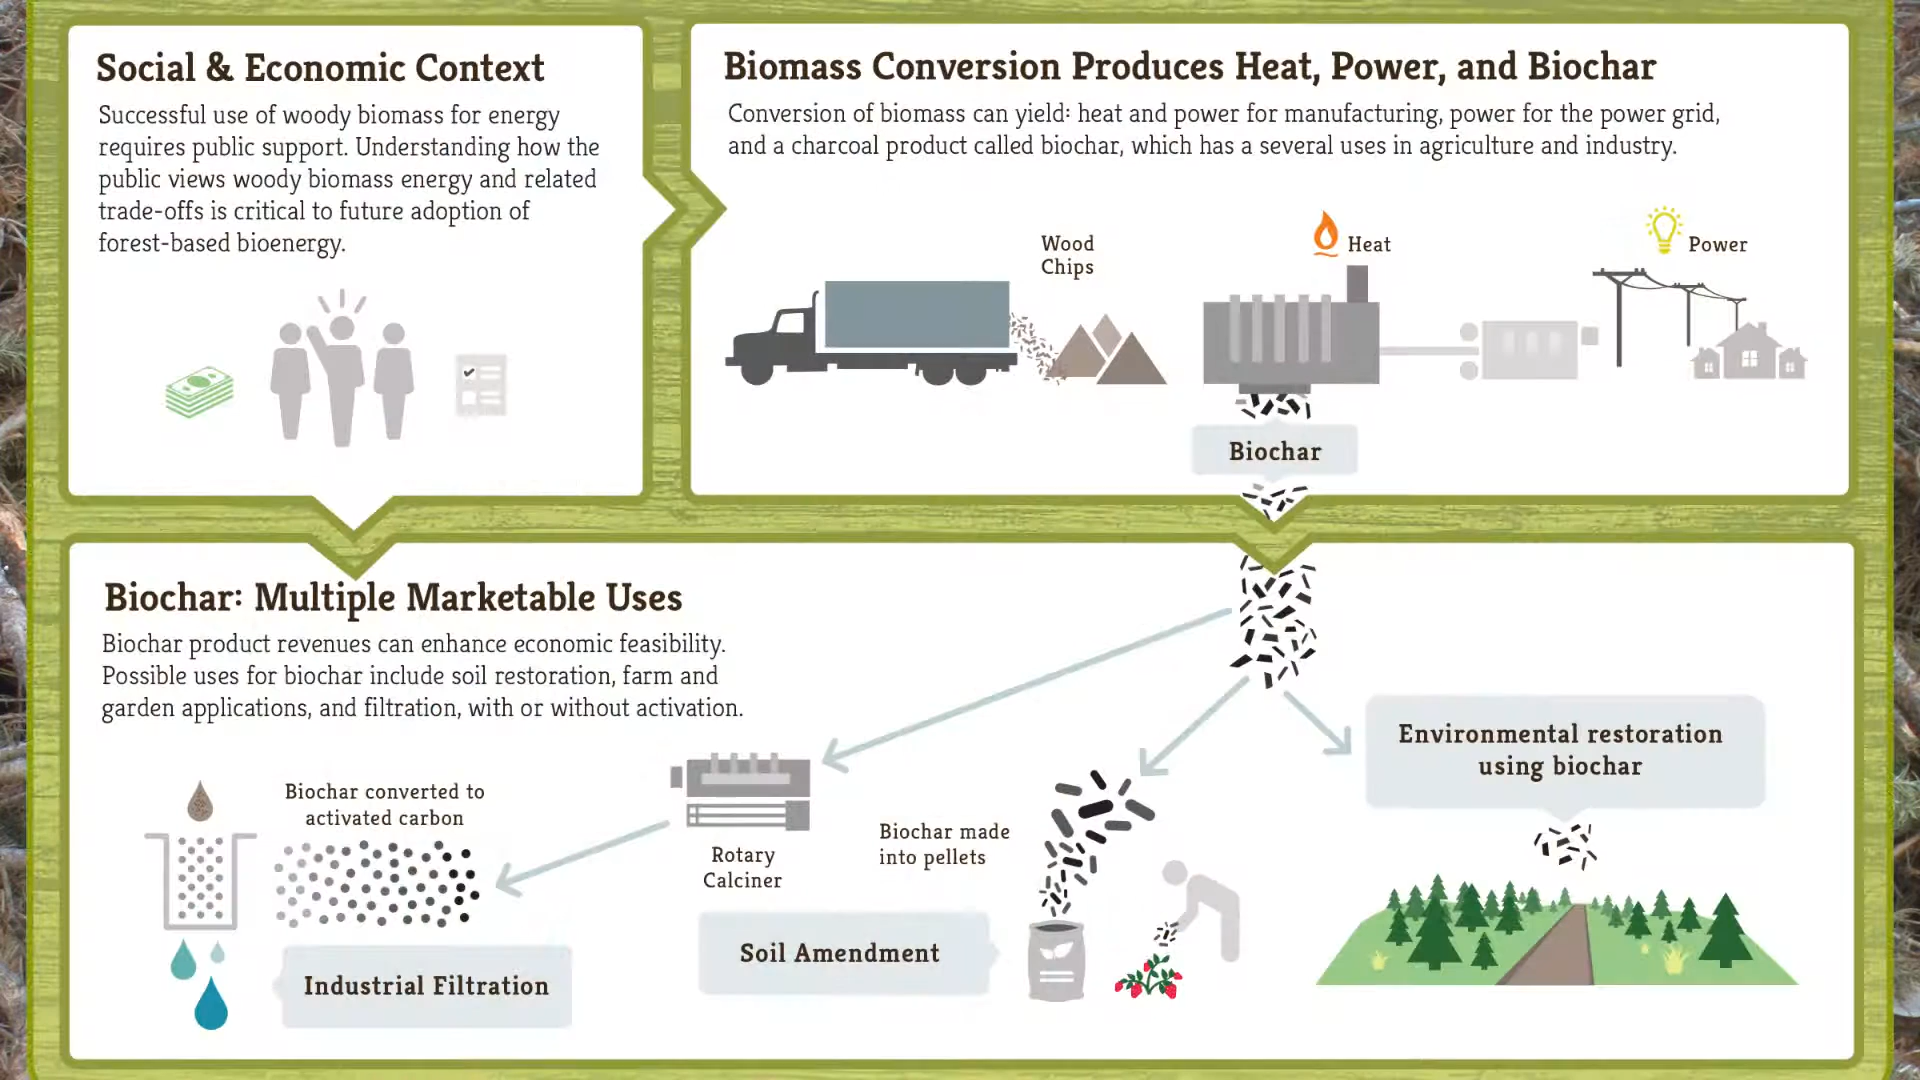 Social & Economic Context
Successful use of woody biomass for energy
requires public support. Understanding how the
public views woody biomass energy and related
trade-offs is critical to future adoption of
forest-based bioenergy.
Biomass Conversion Produces Heat, Power, and Biochar
Conversion of biomass can yield: heat and power for manufacturing, power for the power grid,
and a charcoal product called biochar, which has a several uses in agriculture and industry.
Wood
Chips
Heat
Power
Biochar
Biochar: Multiple Marketable Uses
Biochar product revenues can enhance economic feasibility.
Possible uses for biochar include soil restoration, farm and
garden applications, and filtration, with or without activation.
Biochar converted to
activated carbon
Industrial Filtration
Rotary
Calciner
Biochar made
into pellets
Soil Amendment
Environmental restoration
using biochar